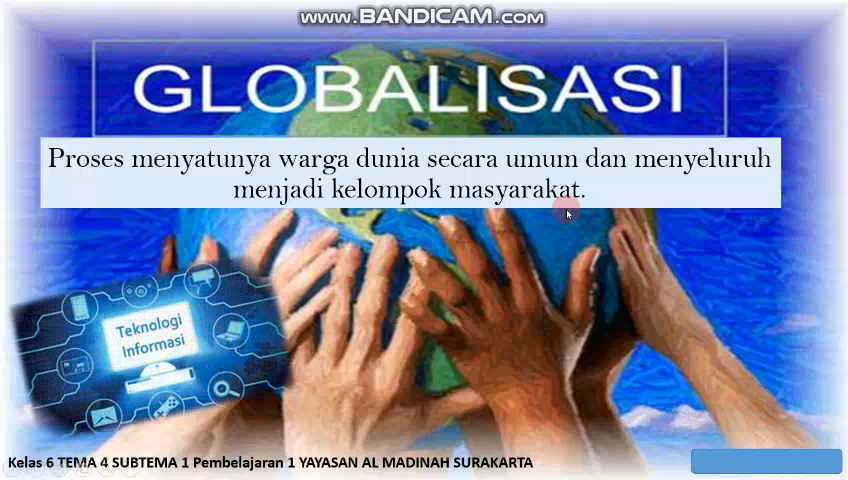 www.BANDICAM.com
GLOBALISASI
Proses menyatunya warga dunia secara umum dan menyeluruh
menjadi kelompok masyarakat.
Teknologi
Informasi
Kelas 6 TEMA 4 SUBTEMA 1 Pembelajaran 1 YAYASAN AL MADINAH SURAKARTA